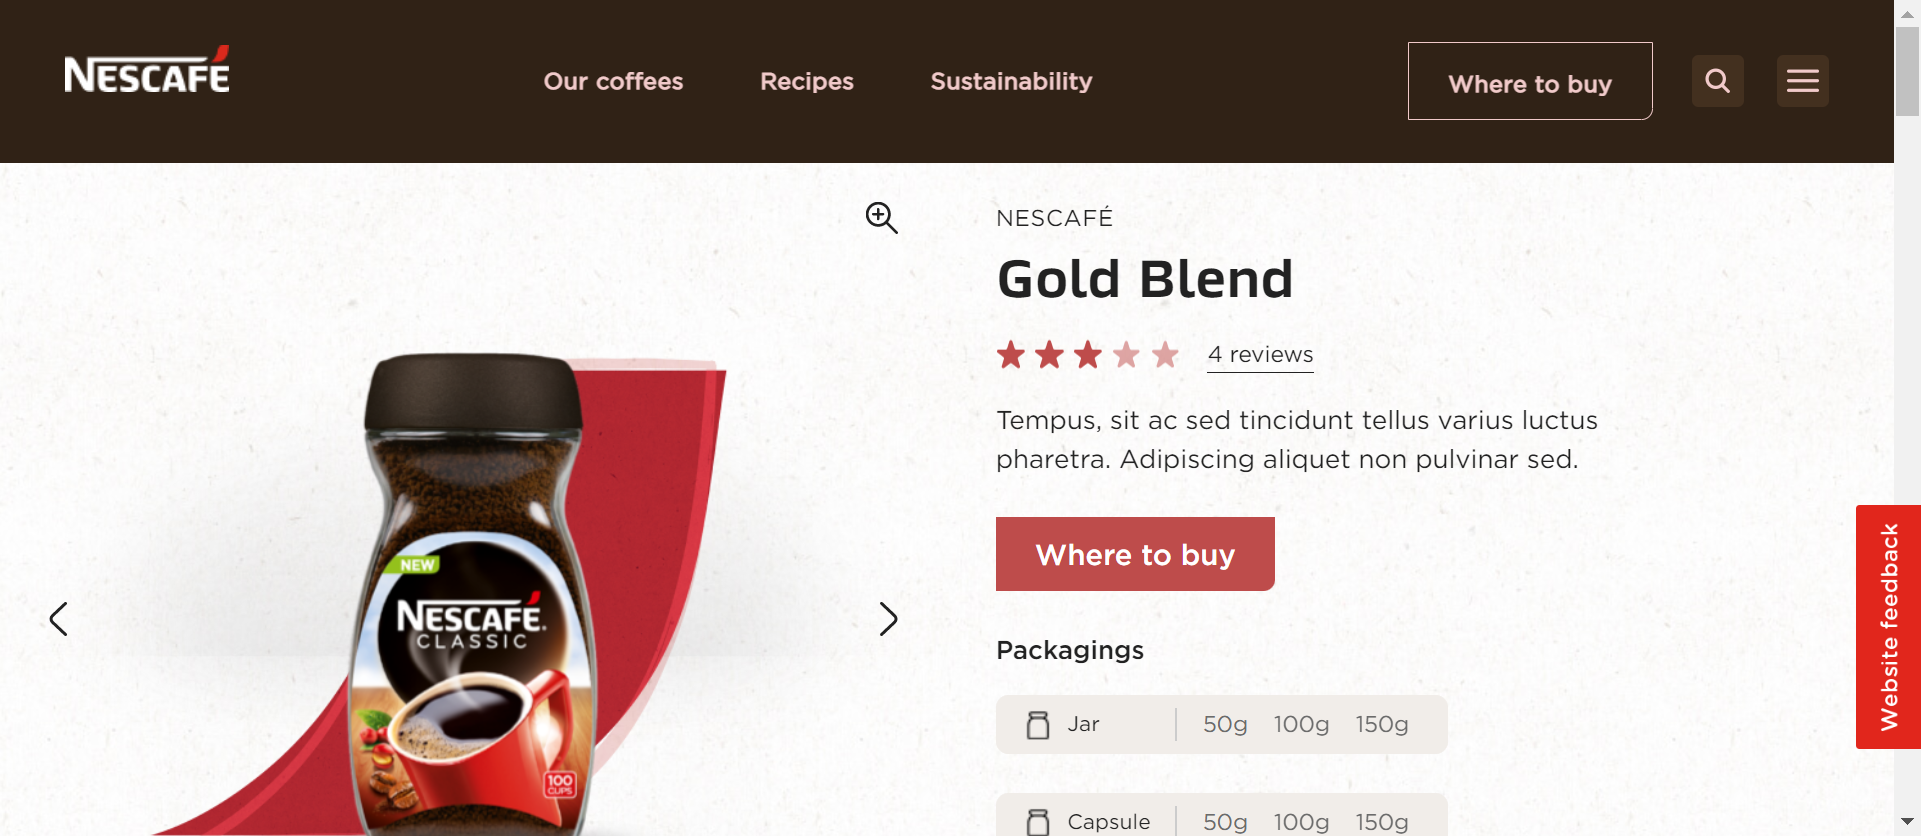 NESCAFÉ
Our coffees
Recipes
Sustainability
Where to buy
NESCAFÉ
Gold Blend
4 reviews
Tempus, sit ac sed tincidunt tellus varius luctus
pharetra. Adipiscing aliquet non pulvinar sed.
Where to buy
Packagings
Jar 50g 100g 150g
Capsule 50g 100g 150g
NEW
NESCAFÉ.
CLASSIC
100
CUPS
Website feedback